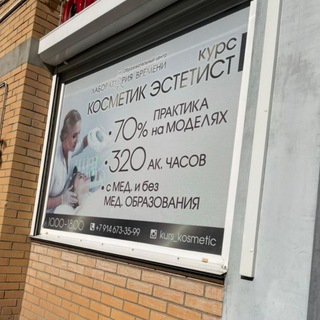 ЛАБОРАТОРИЯ ВРЕМЕНИ
курс
КОСМЕТИК ЭСТЕТИСТ
•70% ПРАКТИКА на МОДЕЛЯХ
•320 АК. ЧАСОВ
• с МЕД. и без
МЕД. ОБРАЗОВАНИЯ
10:00-18:00 +7 914 673-35-99 kurs_kosmetic